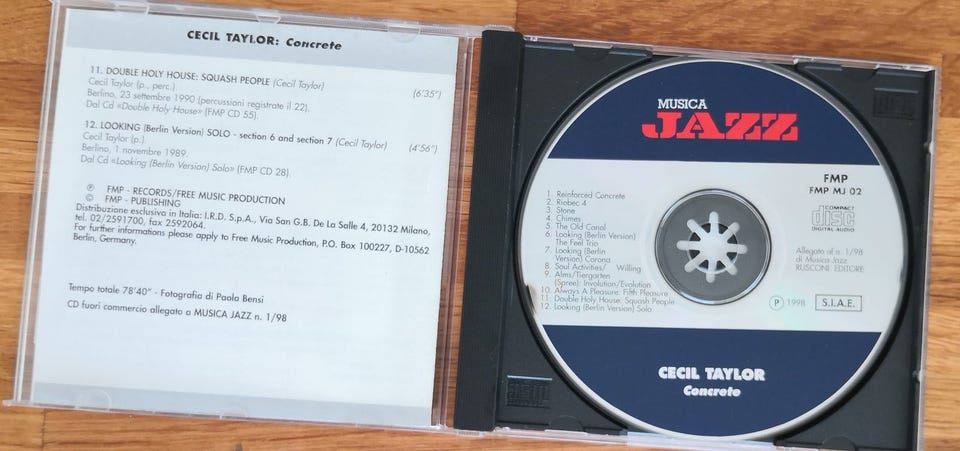 CECIL TAYLOR: Concrete
11. DOUBLE HOLY HOUSE: SQUASH PEOPLE (Cecil Taylor) (6'35")
Cecil Taylor (p., perc.)
Berlino, 23 settembre 1990 (percussioni registrate il 22).
Dal Cd «Double Holy House» (FMP CD 55).
12. LOOKING (Berlin Version) SOLO - section 6 and section 7 (Cecil Taylor) (4'56")
Cecil Taylor (p.)
Berlino, 1 novembre 1989.
Dal Cd «Looking (Berlin Version) Solo» (FMP CD 28).
℗ FMP - RECORDS/FREE MUSIC PRODUCTION
© FMP - PUBLISHING
Distribuzione esclusiva in Italia: I.R.D. S.p.A., Via San G.B. De La Salle 4, 20132 Milano,
tel. 02/2591700, fax 2592064.
For further informations please apply to Free Music Production, P.O. Box 100227, D-10562
Berlin, Germany.
Tempo totale 78'40" - Fotografia di Paola Bensi
CD fuori commercio allegato a MUSICA JAZZ n. 1/98
MUSICA
JAZZ
FMP
FMP MJ 02
COMPACT
disc
DIGITAL AUDIO
1. Reinforced Concrete
2. Riobec 4
3. Stone
4. Chimes
5. The Old Canal
6. Looking (Berlin Version)
The Feel Trio
7. Looking (Berlin
Version) Corona
8. Soul Activities/ Willing
9. Alms/Tiergarten
(Spree): Involution/Evolution
10. Always A Pleasure: Fifth Pleasure
11. Double Holy House: Squash People
12. Looking (Berlin Version) Solo
Allegato al n. 1/98
di Musica Jazz
RUSCONI EDITORE
℗ 1998 S.I.A.E.
CECIL TAYLOR
Concrete